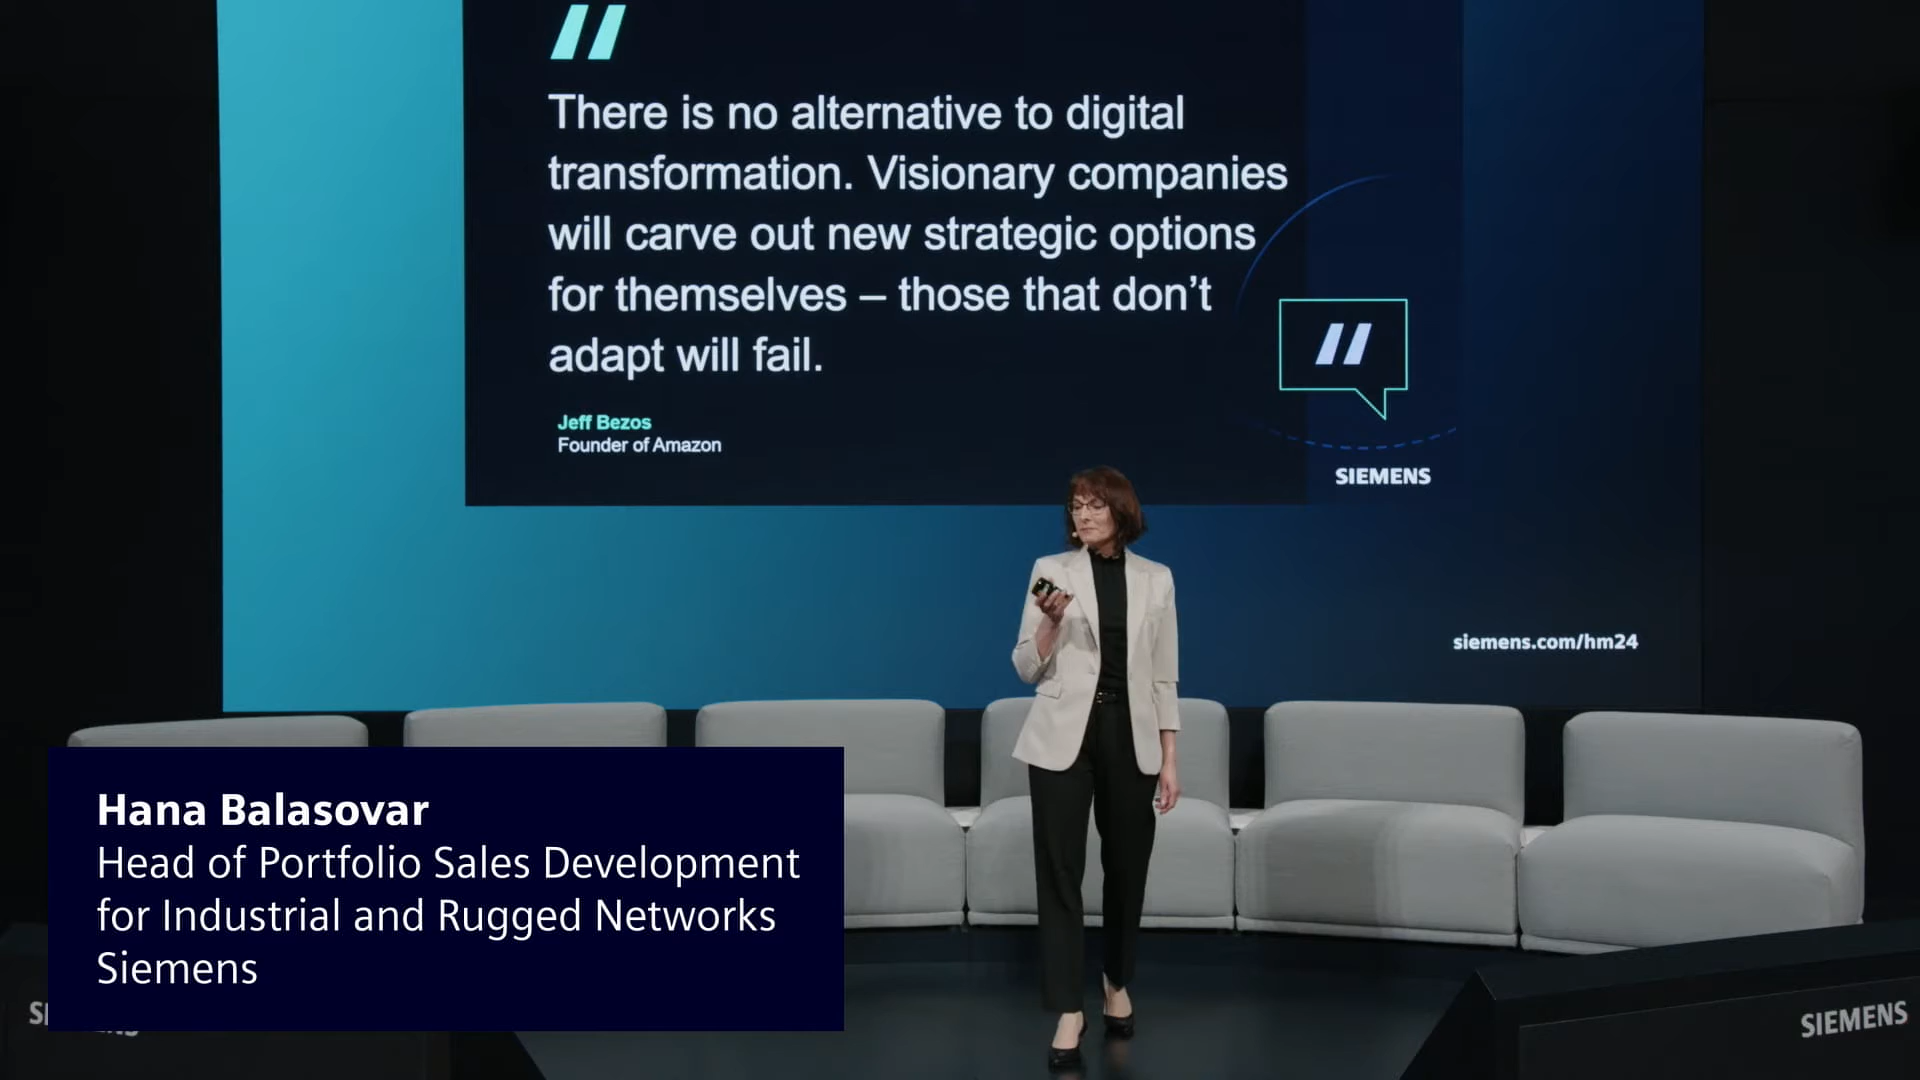 There is no alternative to digital
transformation. Visionary companies
will carve out new strategic options
for themselves – those that don’t
adapt will fail.
Jeff Bezos
Founder of Amazon
SIEMENS
siemens.com/hm24
Hana Balasovar
Head of Portfolio Sales Development
for Industrial and Rugged Networks
Siemens
SIEMENS